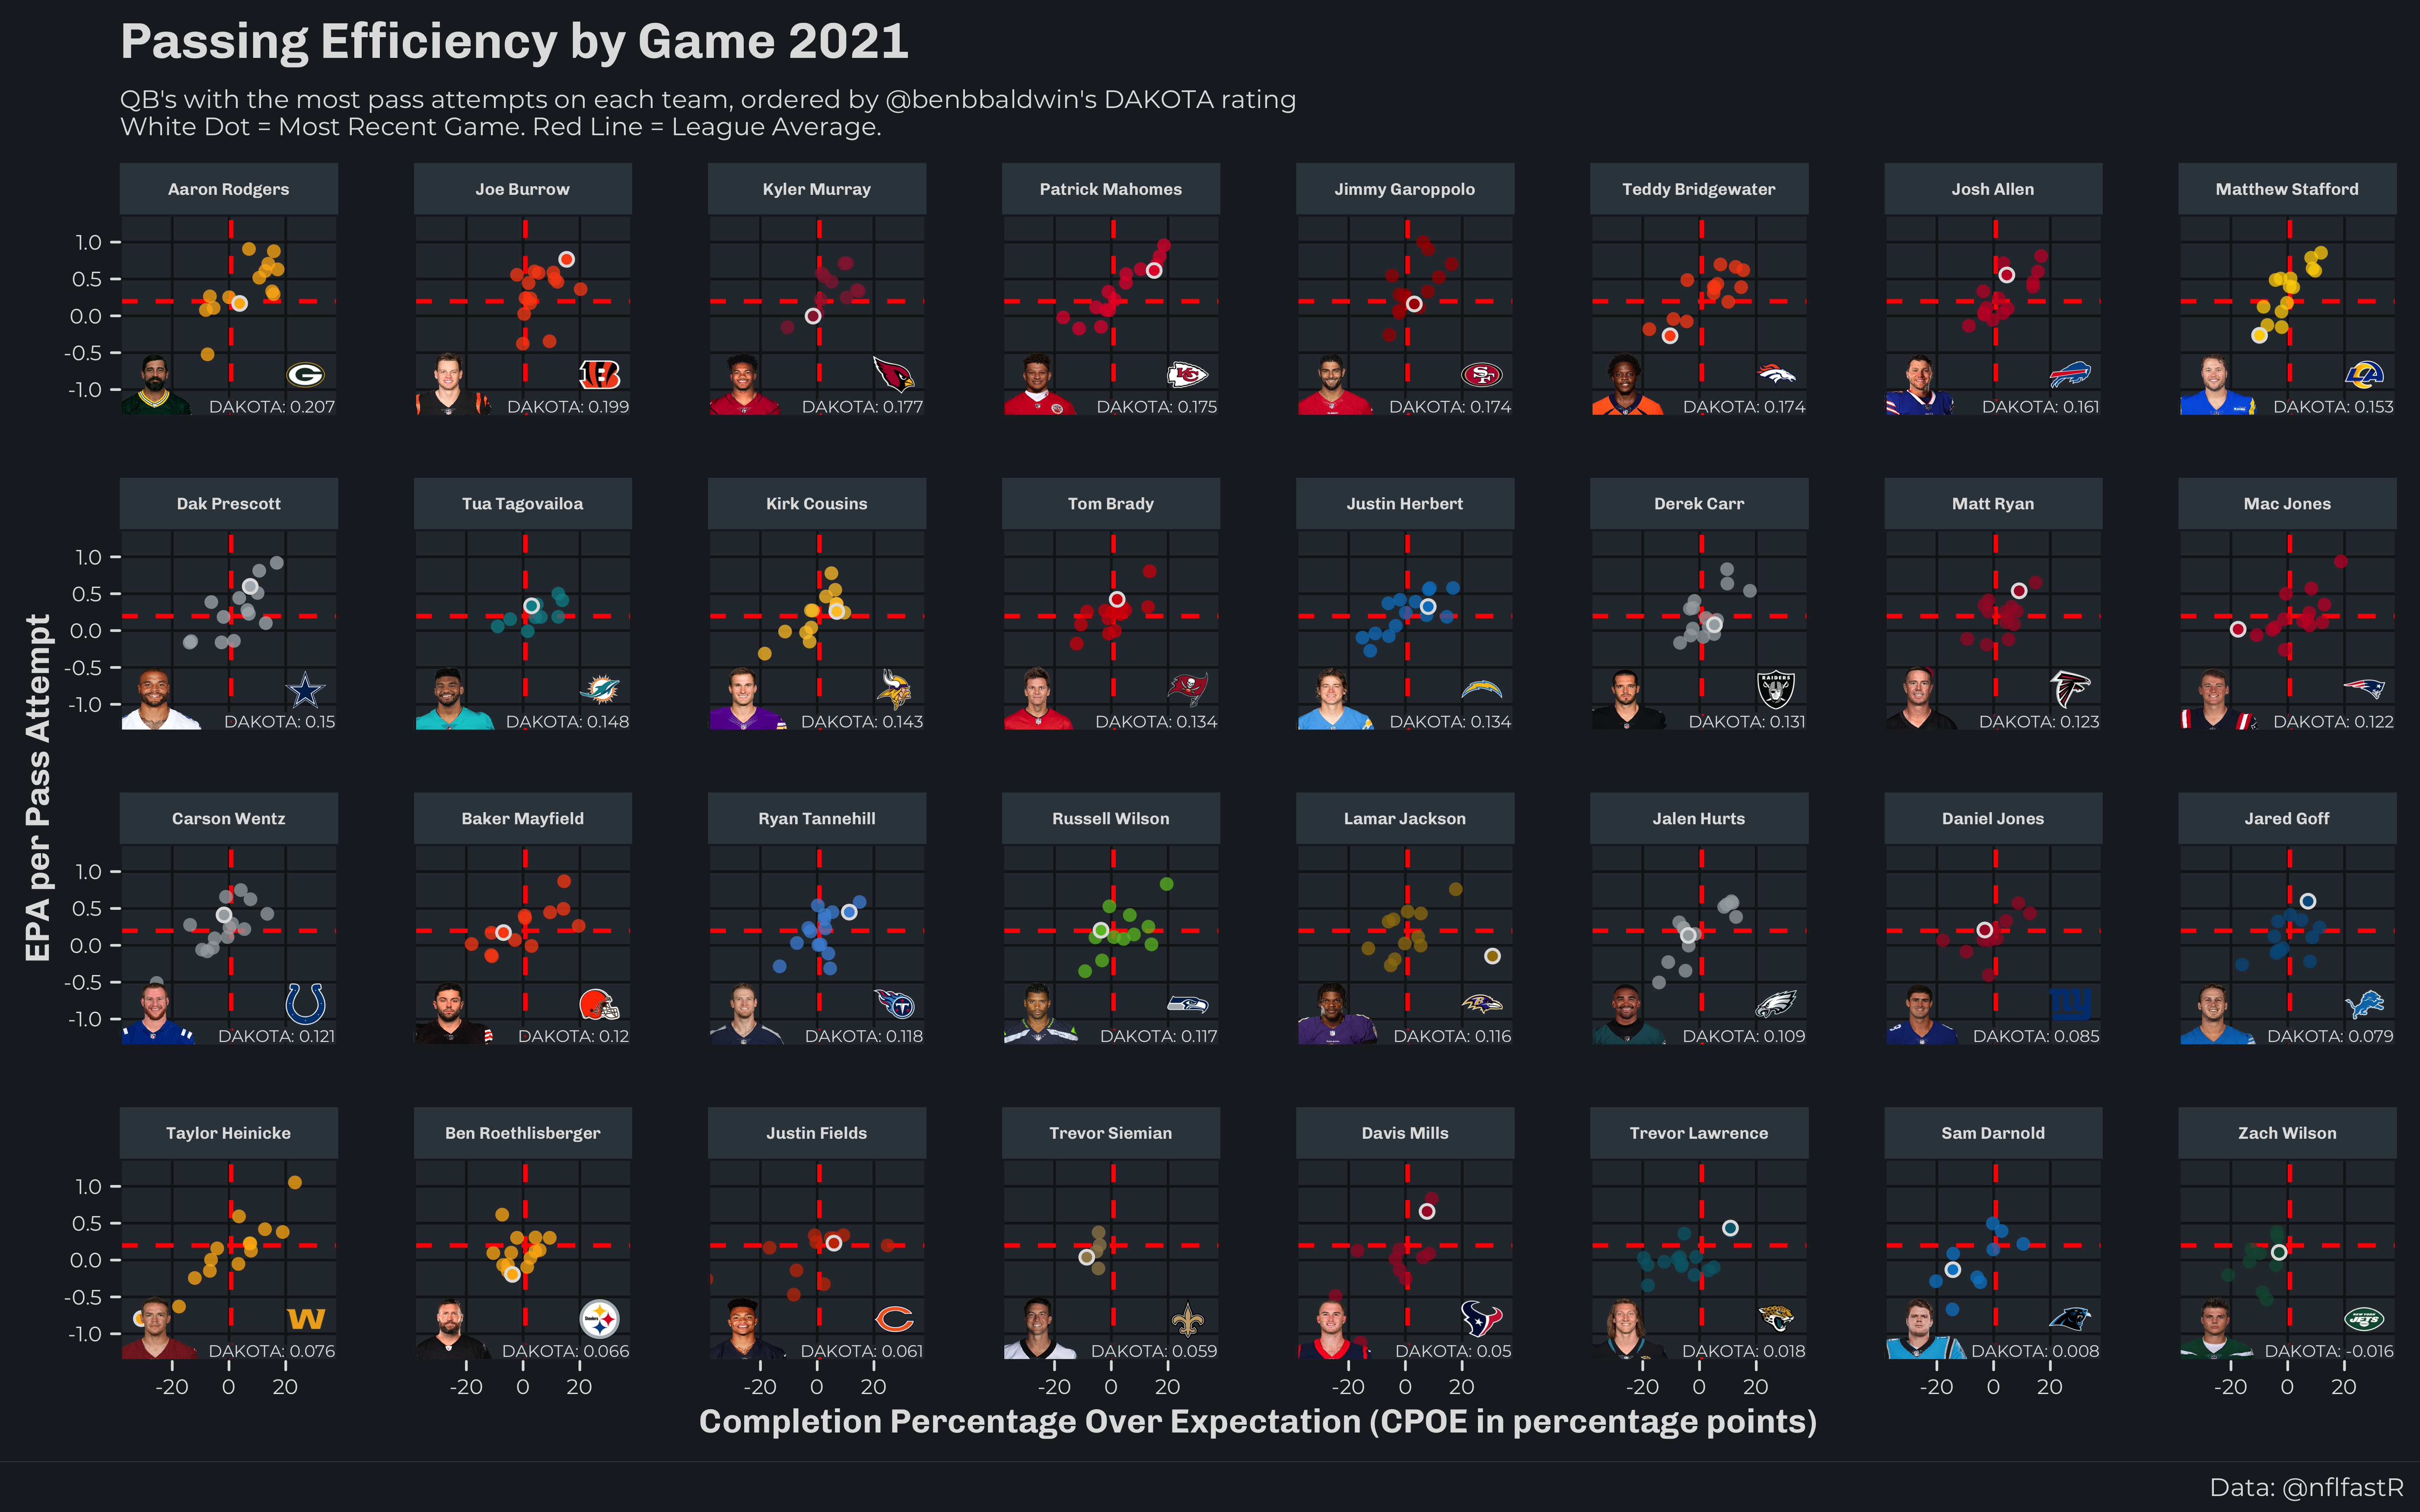 Passing Efficiency by Game 2021
QB's with the most pass attempts on each team, ordered by @benbbaldwin's DAKOTA rating
White Dot = Most Recent Game. Red Line = League Average.
Aaron Rodgers
Joe Burrow
Kyler Murray
Patrick Mahomes
Jimmy Garoppolo
Teddy Bridgewater
Josh Allen
Matthew Stafford
1.0
0.5
0.0
-0.5
-1.0
DAKOTA: 0.207
DAKOTA: 0.199
DAKOTA: 0.177
DAKOTA: 0.175
DAKOTA: 0.174
DAKOTA: 0.174
DAKOTA: 0.161
DAKOTA: 0.153
Dak Prescott
Tua Tagovailoa
Kirk Cousins
Tom Brady
Justin Herbert
Derek Carr
Matt Ryan
Mac Jones
1.0
0.5
0.0
-0.5
-1.0
RAIDERS
DAKOTA: 0.15
DAKOTA: 0.148
DAKOTA: 0.143
DAKOTA: 0.134
DAKOTA: 0.134
DAKOTA: 0.131
DAKOTA: 0.123
DAKOTA: 0.122
EPA per Pass Attempt
Carson Wentz
Baker Mayfield
Ryan Tannehill
Russell Wilson
Lamar Jackson
Jalen Hurts
Daniel Jones
Jared Goff
1.0
0.5
0.0
-0.5
-1.0
ny
DAKOTA: 0.121
DAKOTA: 0.12
DAKOTA: 0.118
DAKOTA: 0.117
DAKOTA: 0.116
DAKOTA: 0.109
DAKOTA: 0.085
DAKOTA: 0.079
Taylor Heinicke
Ben Roethlisberger
Justin Fields
Trevor Siemian
Davis Mills
Trevor Lawrence
Sam Darnold
Zach Wilson
1.0
0.5
0.0
-0.5
-1.0
W
Steelers
C
NEW YORK
JETS
DAKOTA: 0.076
DAKOTA: 0.066
DAKOTA: 0.061
DAKOTA: 0.059
DAKOTA: 0.05
DAKOTA: 0.018
DAKOTA: 0.008
DAKOTA: -0.016
-20 0 20
-20 0 20
-20 0 20
-20 0 20
-20 0 20
-20 0 20
-20 0 20
-20 0 20
Completion Percentage Over Expectation (CPOE in percentage points)
Data: @nflfastR